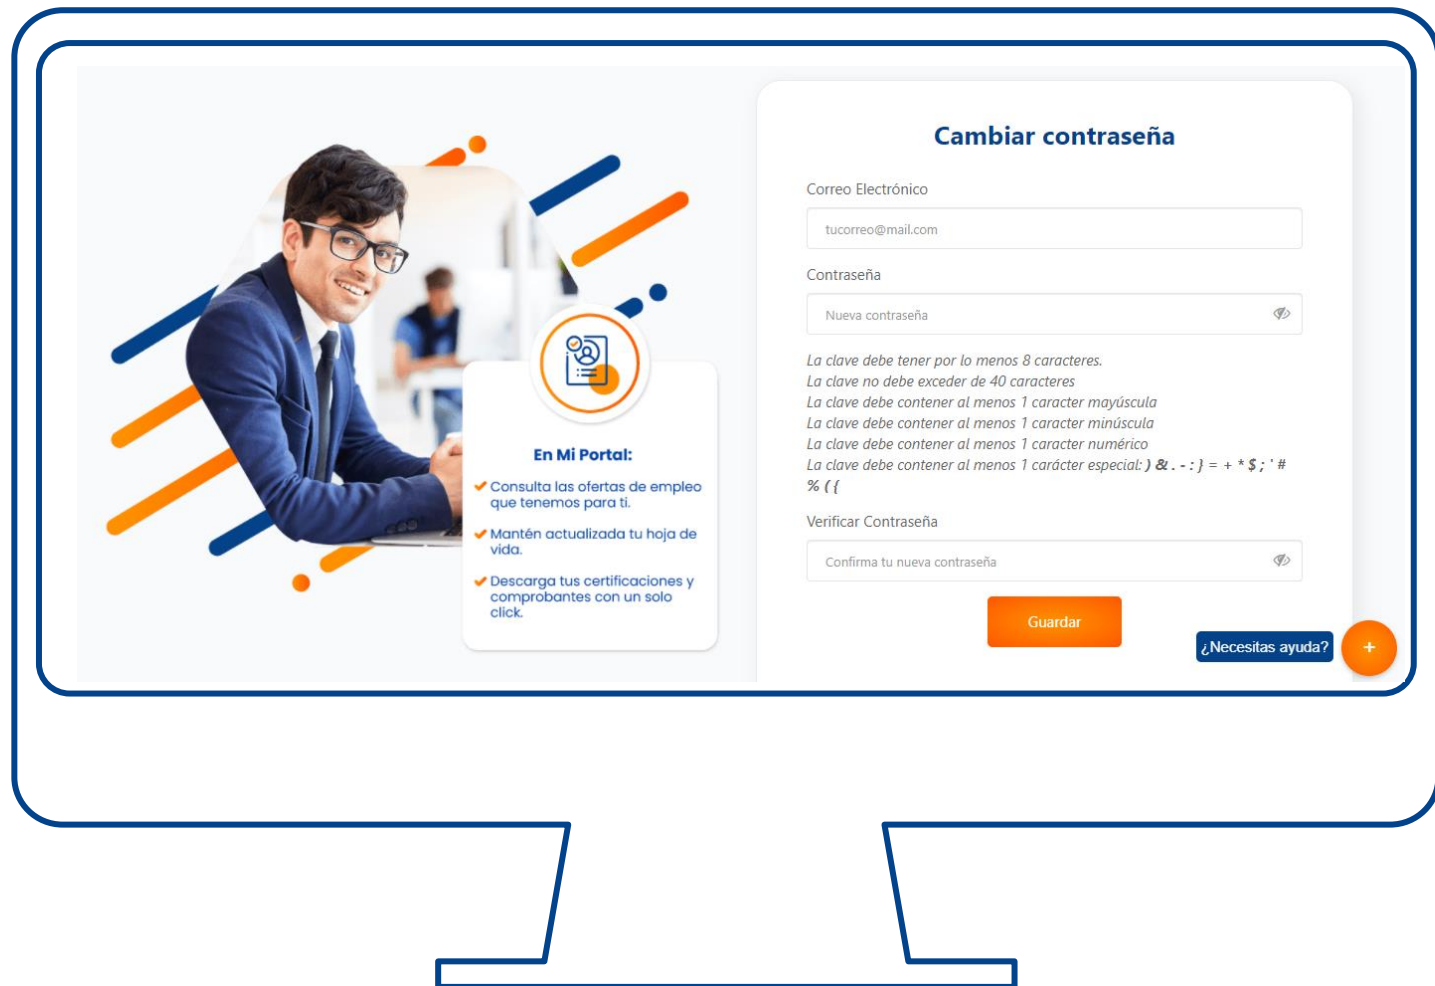 Cambiar contraseña
Correo Electrónico
tucorreo@mail.com
Contraseña
Nueva contraseña
La clave debe tener por lo menos 8 caracteres.
La clave no debe exceder de 40 caracteres
La clave debe contener al menos 1 caracter mayúscula
La clave debe contener al menos 1 caracter minúscula
La clave debe contener al menos 1 caracter numérico
La clave debe contener al menos 1 carácter especial: ) & . - : } = + * $ ; ' #
% ( {
Verificar Contraseña
Confirma tu nueva contraseña
Guardar
¿Necesitas ayuda?
+
En Mi Portal:
Consulta las ofertas de empleo
que tenemos para ti.
Mantén actualizada tu hoja de
vida.
Descarga tus certificaciones y
comprobantes con un solo
click.